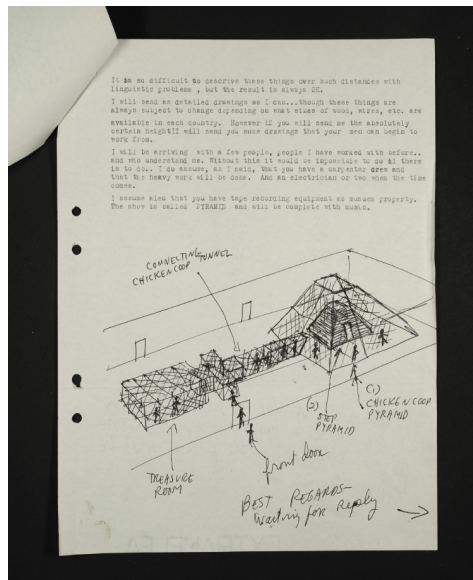 It is so difficult to describe these things over such distances with
linguistic problems , but the result is always OK.
I will send as detailed drawings as I can...though these things are
always subject to change depending on what sizes of wood, wires, etc. are
available in each country. However if you will send me the absolutely
certain height!I will send you some drawings that your men can begin to
work from.
I will be arriving with a few people, people I have worked with before..
and who understand me. Without this it would be impossible to do all there
is to do.. I do assume, as I said, that you have a carpenter crew and
that the heavy work will be done. And an electrician or two when the time
comes.
I assume also that you have tape recording equipment as museum property.
The show is called PYRAMID and will be complete with music.
CONNECTING TUNNEL
CHICKEN COOP
(1)
CHICKEN COOP
PYRAMID
(2)
STEP
PYRAMID
front door
TREASURE
ROOM
BEST REGARDS-
Waiting for Reply